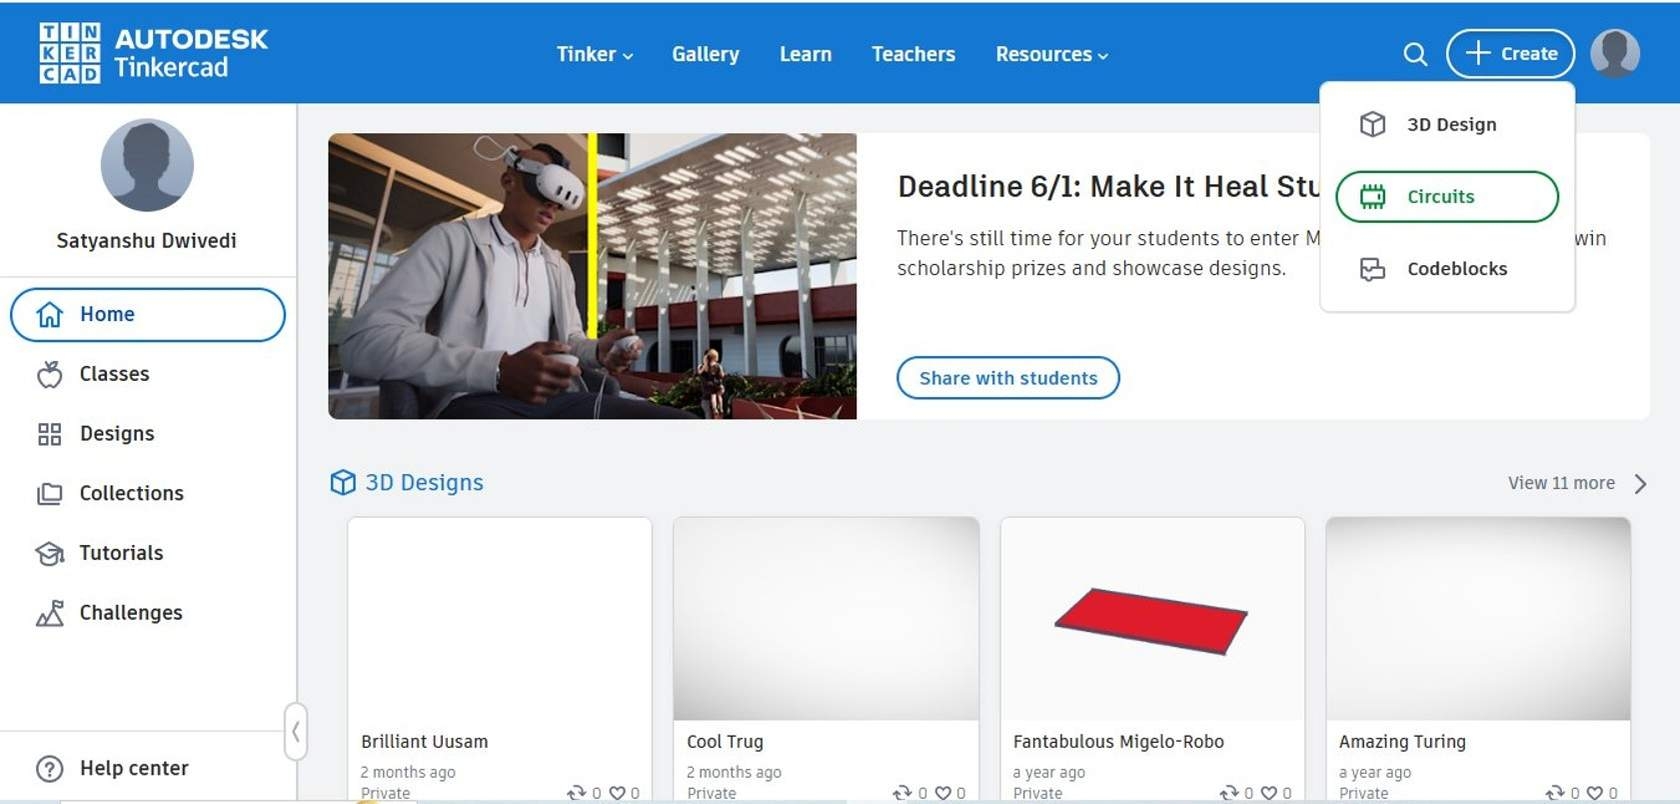 TIN
KER
CAD
AUTODESK
Tinkercad
Tinker
Gallery
Learn
Teachers
Resources
Create
3D Design
Circuits
Codeblocks
Satyanshu Dwivedi
Home
Classes
Designs
Collections
Tutorials
Challenges
Help center
Deadline 6/1: Make It Heal Stu
There's still time for your students to enter M win
scholarship prizes and showcase designs.
Share with students
3D Designs
View 11 more
Brilliant Uusam
2 months ago
Private 0 0
Cool Trug
2 months ago
Private 0 0
Fantabulous Migelo-Robo
a year ago
Private 0 0
Amazing Turing
a year ago
Private 0 0